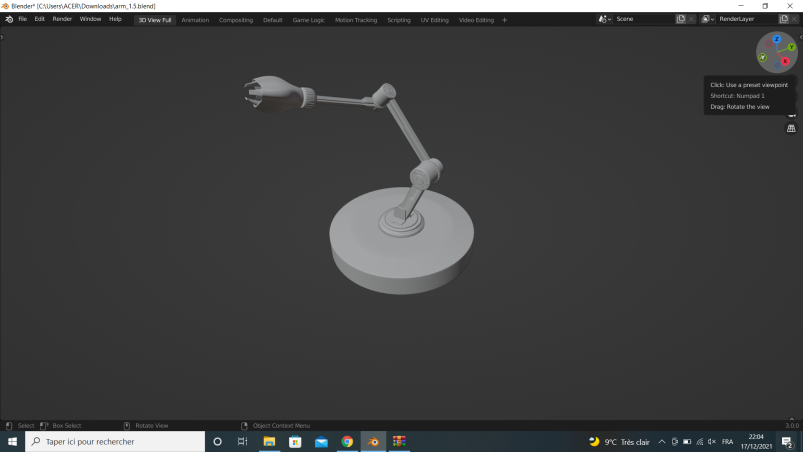 Blender* [C:\Users\ACER\Downloads\arm_1.5.blend]
File Edit Render Window Help 3D View Full Animation Compositing Default Game Logic Motion Tracking Scripting UV Editing Video Editing + Scene RenderLayer
Z
Y
X
Click: Use a preset viewpoint
Shortcut: Numpad 1
Drag: Rotate the view
Select Box Select Rotate View Object Context Menu 3.0.0
Taper ici pour rechercher 9°C Très clair FRA 22:04
17/12/2021 2